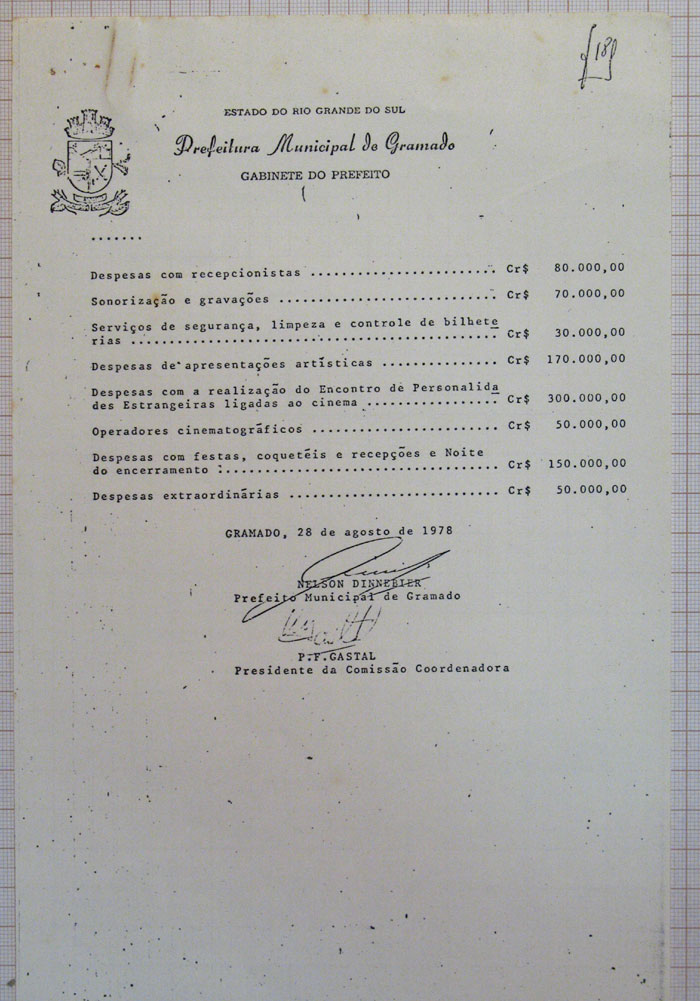 18
ESTADO DO RIO GRANDE DO SUL
Prefeitura Municipal de Gramado
GABINETE DO PREFEITO
.......
Despesas com recepcionistas ........................ Cr$ 80.000,00
Sonorização e gravações ............................ Cr$ 70.000,00
Serviços de segurança, limpeza e controle de bilhete
rias ............................................... Cr$ 30.000,00
Despesas de apresentações artísticas ............... Cr$ 170.000,00
Despesas com a realização do Encontro de Personalida
des Estrangeiras ligadas ao cinema ................. Cr$ 300.000,00
Operadores cinematográficos ........................ Cr$ 50.000,00
Despesas com festas, coquetéis e recepções e Noite
do encerramento :................................... Cr$ 150.000,00
Despesas extraordinárias ........................... Cr$ 50.000,00
GRAMADO, 28 de agosto de 1978
NELSON DINNEBIER
Prefeito Municipal de Gramado
P.F.GASTAL
Presidente da Comissão Coordenadora